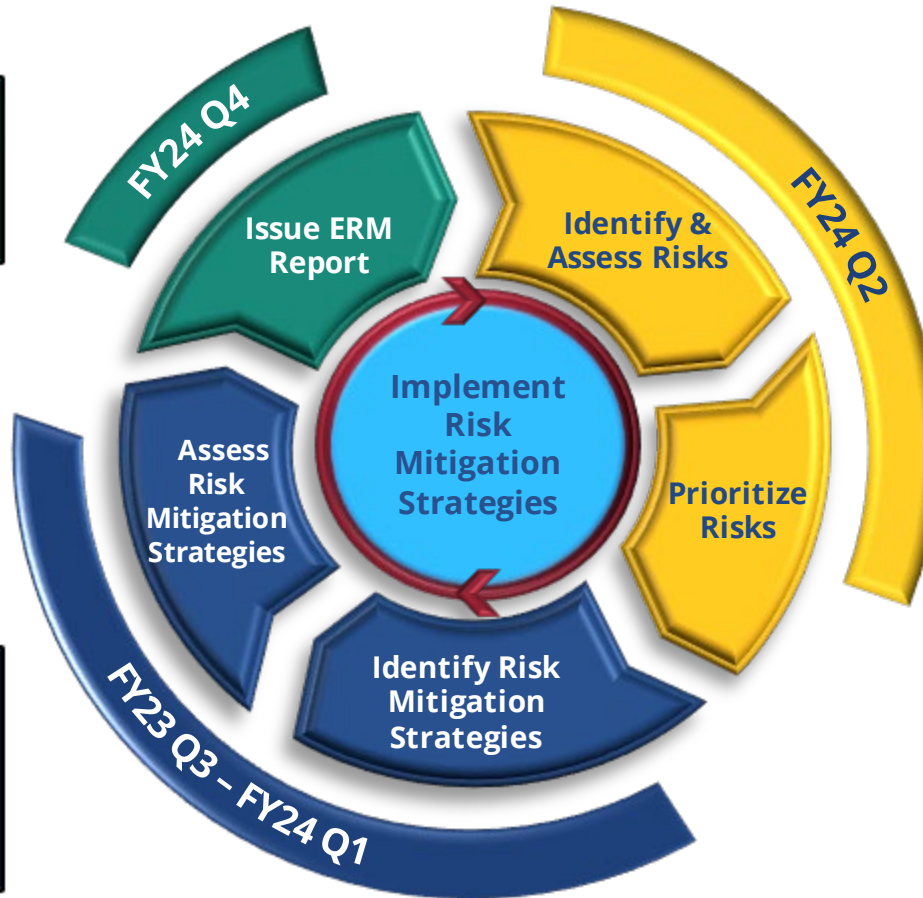 FY24 Q4
Issue ERM
Report
Identify &
Assess Risks
FY24 Q2
Implement
Risk
Mitigation
Strategies
Assess
Risk
Mitigation
Strategies
Prioritize
Risks
Identify Risk
Mitigation
Strategies
FY23 Q3 – FY24 Q1